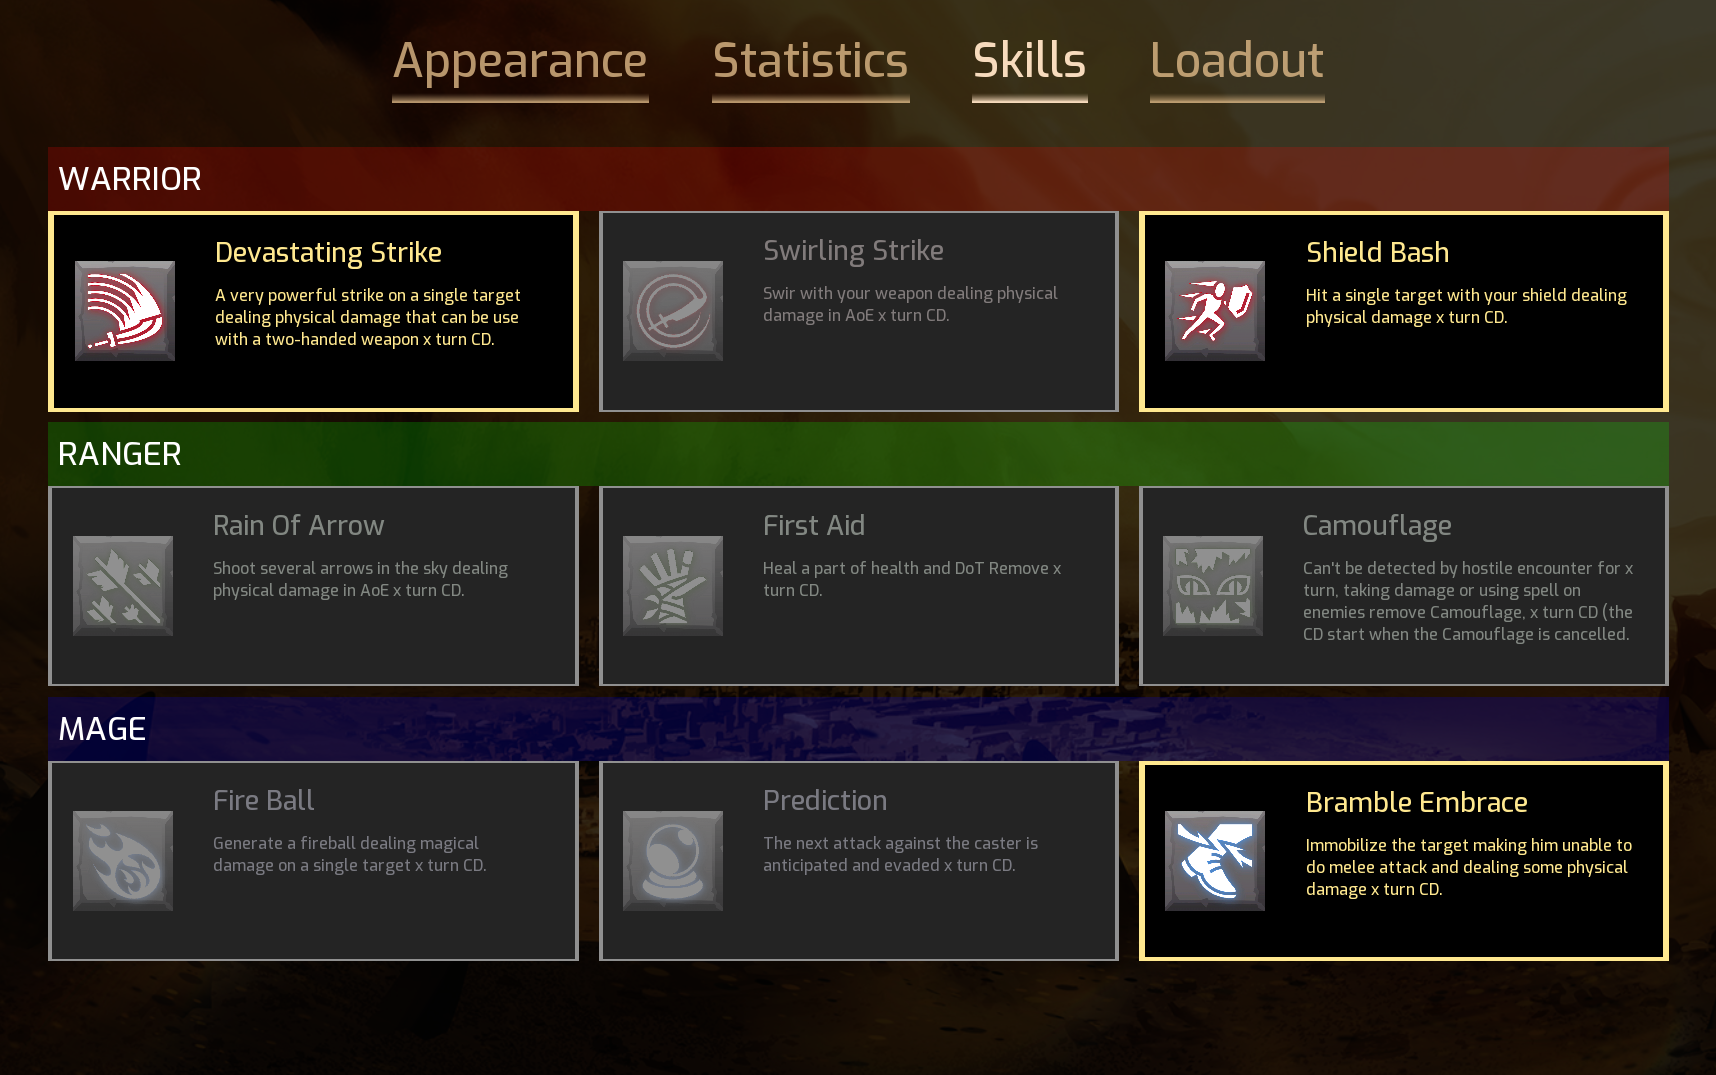 Appearance Statistics Skills Loadout
WARRIOR
Devastating Strike
A very powerful strike on a single target
dealing physical damage that can be use
with a two-handed weapon x turn CD.
Swirling Strike
Swir with your weapon dealing physical
damage in AoE x turn CD.
Shield Bash
Hit a single target with your shield dealing
physical damage x turn CD.
RANGER
Rain Of Arrow
Shoot several arrows in the sky dealing
physical damage in AoE x turn CD.
First Aid
Heal a part of health and DoT Remove x
turn CD.
Camouflage
Can't be detected by hostile encounter for x
turn, taking damage or using spell on
enemies remove Camouflage, x turn CD (the
CD start when the Camouflage is cancelled.
MAGE
Fire Ball
Generate a fireball dealing magical
damage on a single target x turn CD.
Prediction
The next attack against the caster is
anticipated and evaded x turn CD.
Bramble Embrace
Immobilize the target making him unable to
do melee attack and dealing some physical
damage x turn CD.